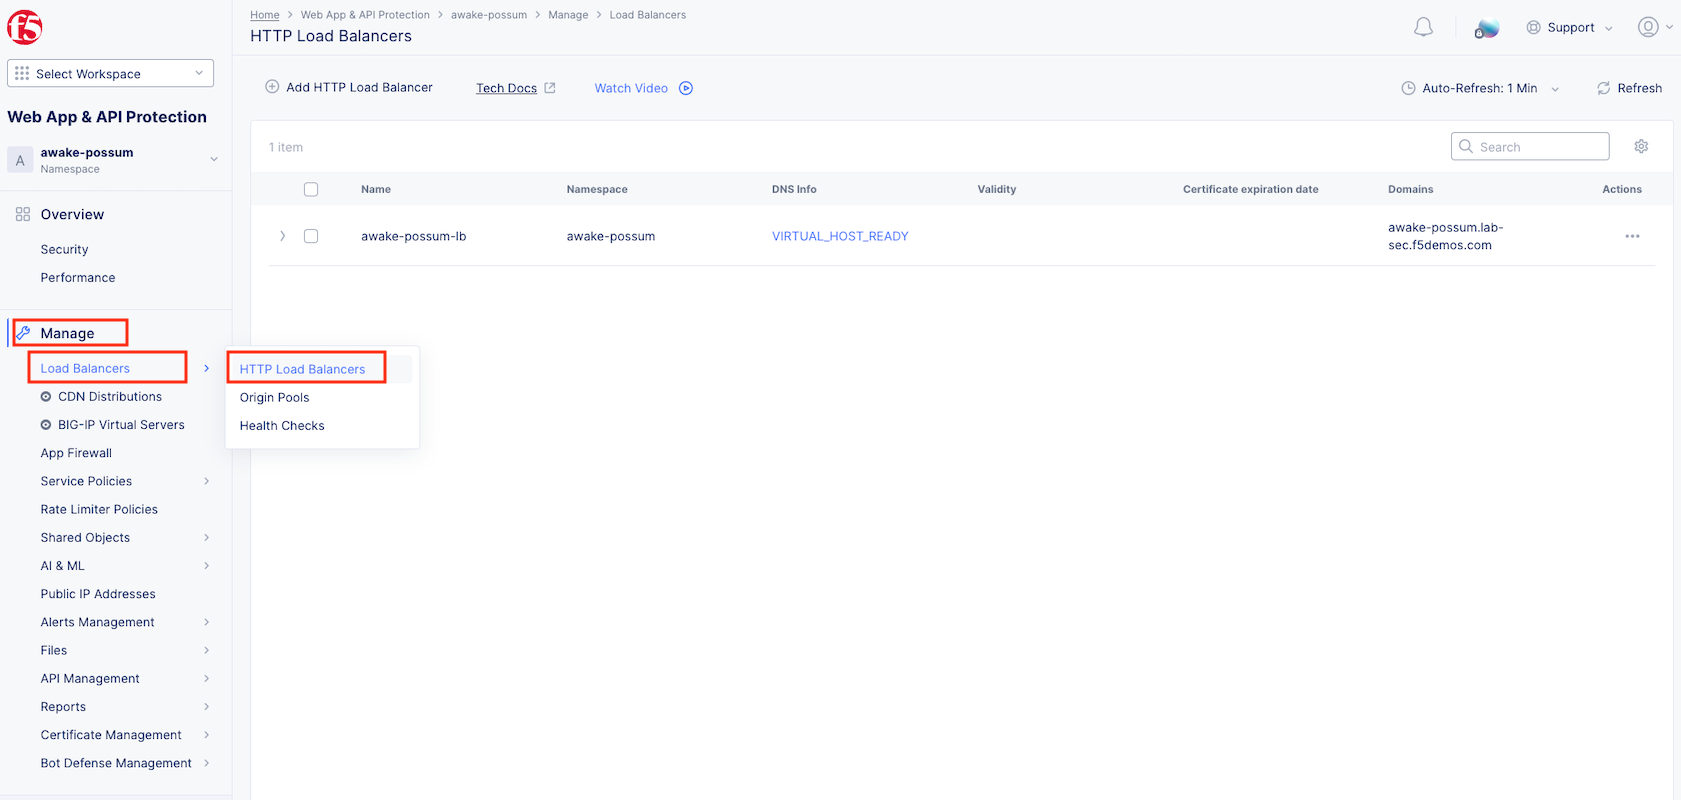 f5
Home > Web App & API Protection > awake-possum > Manage > Load Balancers
HTTP Load Balancers
Support
Select Workspace
Web App & API Protection
A
awake-possum
Namespace
Overview
Security
Performance
Manage
Load Balancers
CDN Distributions
BIG-IP Virtual Servers
App Firewall
Service Policies
Rate Limiter Policies
Shared Objects
AI & ML
Public IP Addresses
Alerts Management
Files
API Management
Reports
Certificate Management
Bot Defense Management
HTTP Load Balancers
Origin Pools
Health Checks
Add HTTP Load Balancer Tech Docs Watch Video Auto-Refresh: 1 Min Refresh
1 item Search
Name Namespace DNS Info Validity Certificate expiration date Domains Actions
awake-possum-lb awake-possum VIRTUAL_HOST_READY awake-possum.lab-
sec.f5demos.com